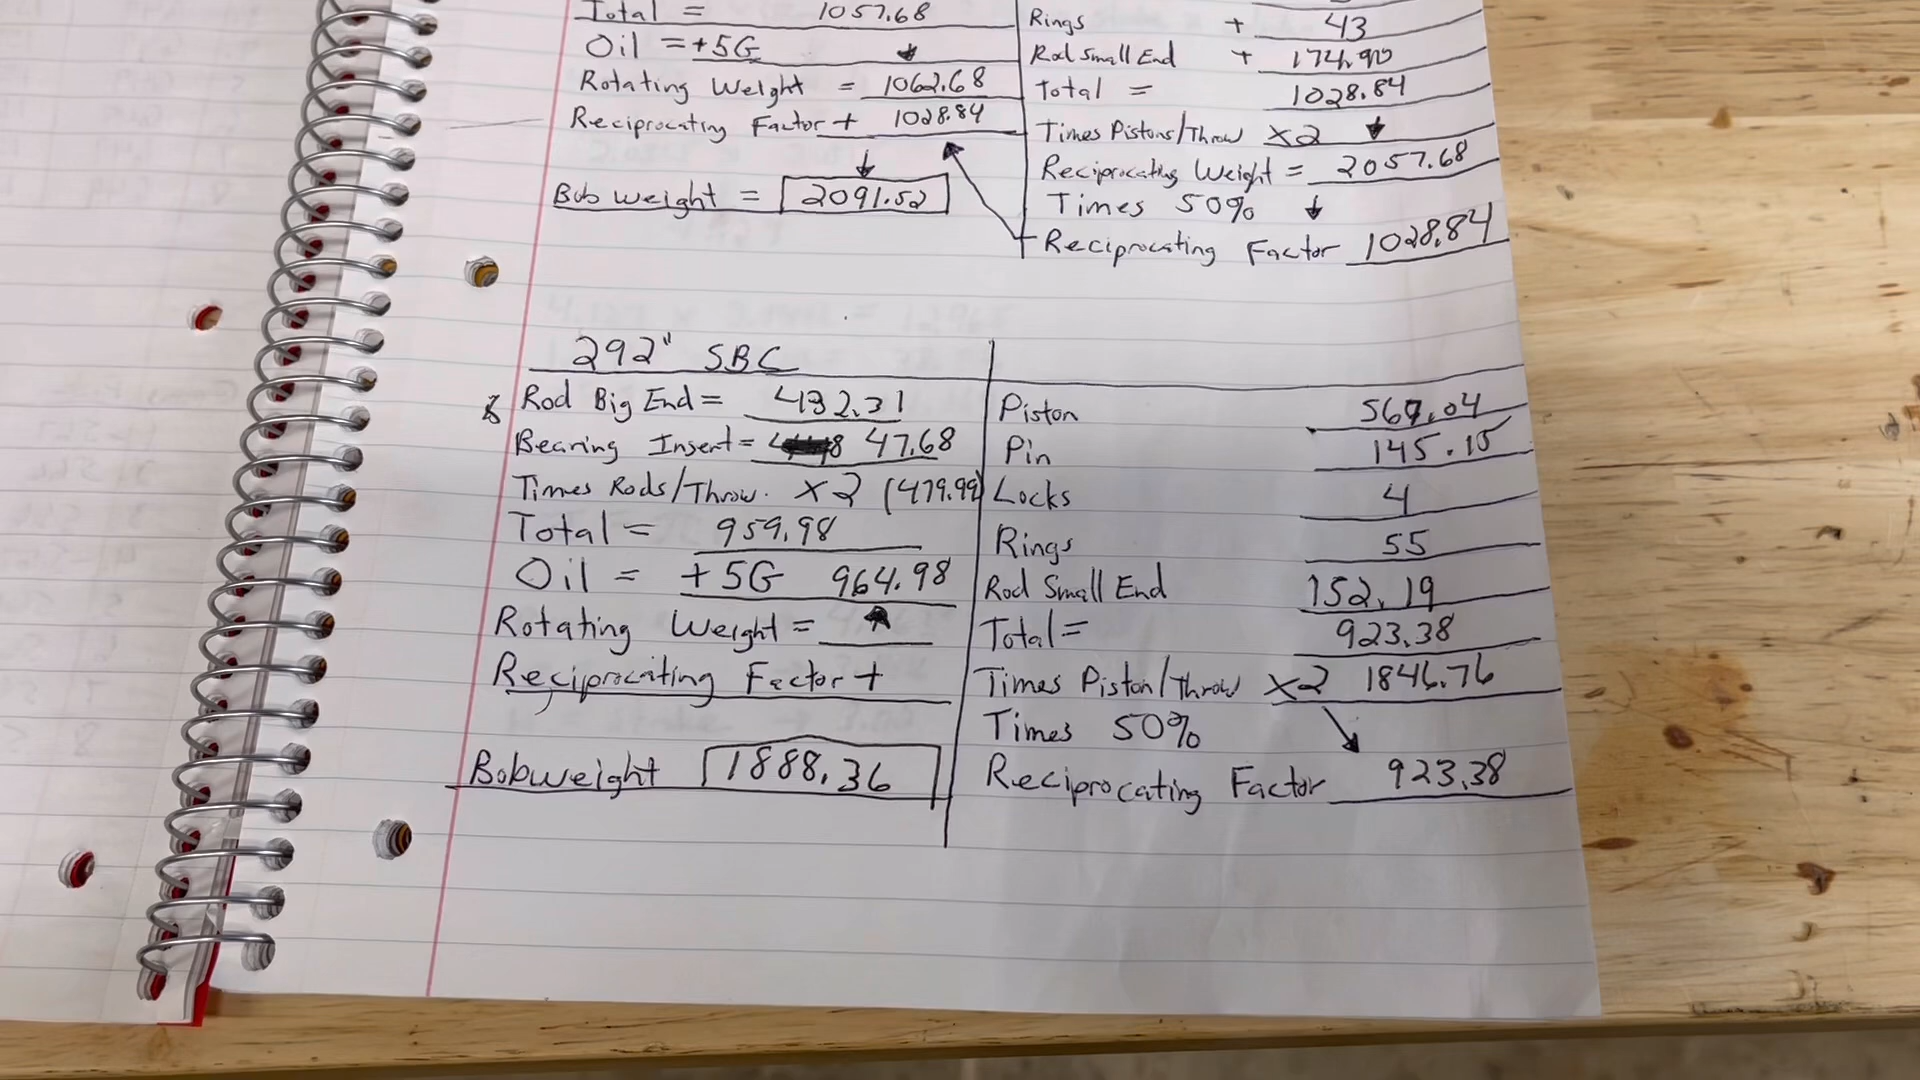 Total = 1057.68
Oil = +5G
Rotating Weight = 1062.68
Reciprocating Factor + 1028.84
Bob weight = 2091.52
Rings + 43
Rod Small End + 174.90
Total = 1028.84
Times Pistons/Throw X2
Reciprocating Weight = 2057.68
Times 50%
Reciprocating Factor 1028.84
292" SBC
Rod Big End = 432.31
Bearing Insert = 47.68
Times Rods/Throw. X2 (479.99)
Total = 959.98
Oil = +5G 964.98
Rotating Weight =
Reciprocating Factor +
Bobweight 1888.36
Piston 567.04
Pin 145.15
Locks 4
Rings 55
Rod Small End 152.19
Total = 923.38
Times Piston/Throw X2 1846.76
Times 50%
Reciprocating Factor 923.38